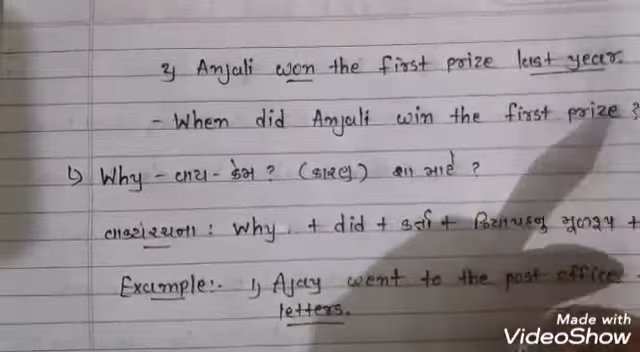 2) Anjali won the first prize last year.
- When did Anjali win the first prize ?
5) Why - વાય - કેમ ? (કારણ) શા માટે ?
વાક્યરચના : Why + did + કર્તા + ક્રિયાપદનું મૂળરૂપ +
Example:- 1) Ajay went to the post office
letters.
Made with
VideoShow